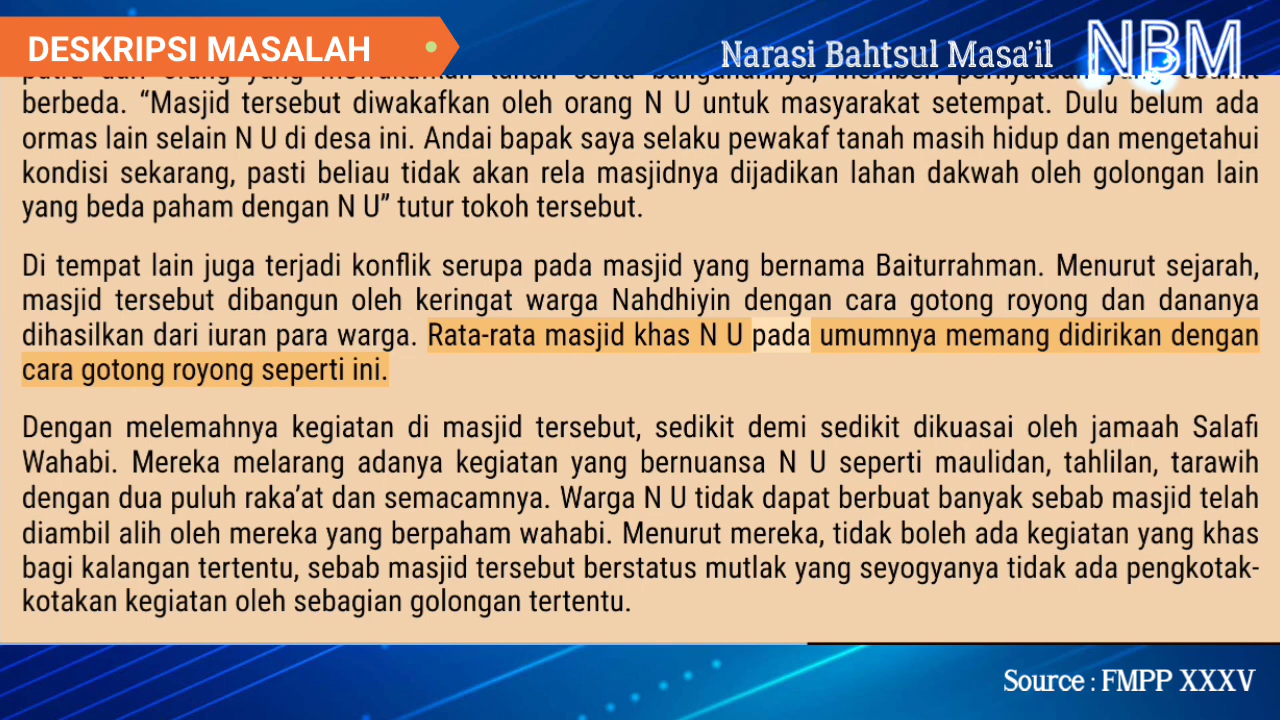 DESKRIPSI MASALAH
Narasi Bahtsul Masa'il
NBM
berbeda. “Masjid tersebut diwakafkan oleh orang N U untuk masyarakat setempat. Dulu belum ada
ormas lain selain N U di desa ini. Andai bapak saya selaku pewakaf tanah masih hidup dan mengetahui
kondisi sekarang, pasti beliau tidak akan rela masjidnya dijadikan lahan dakwah oleh golongan lain
yang beda paham dengan N U” tutur tokoh tersebut.
Di tempat lain juga terjadi konflik serupa pada masjid yang bernama Baiturrahman. Menurut sejarah,
masjid tersebut dibangun oleh keringat warga Nahdhiyin dengan cara gotong royong dan dananya
dihasilkan dari iuran para warga. Rata-rata masjid khas N U pada umumnya memang didirikan dengan
cara gotong royong seperti ini.
Dengan melemahnya kegiatan di masjid tersebut, sedikit demi sedikit dikuasai oleh jamaah Salafi
Wahabi. Mereka melarang adanya kegiatan yang bernuansa N U seperti maulidan, tahlilan, tarawih
dengan dua puluh raka’at dan semacamnya. Warga N U tidak dapat berbuat banyak sebab masjid telah
diambil alih oleh mereka yang berpaham wahabi. Menurut mereka, tidak boleh ada kegiatan yang khas
bagi kalangan tertentu, sebab masjid tersebut berstatus mutlak yang seyogyanya tidak ada pengkotak-
kotakan kegiatan oleh sebagian golongan tertentu.
Source : FMPP XXXV